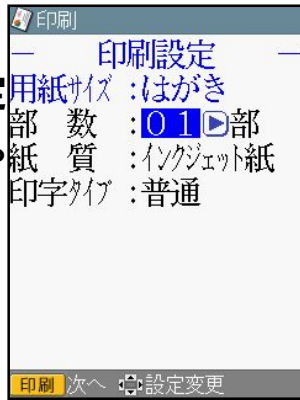 印刷
印刷設定
用紙サイズ:はがき
部 数 :01▶部
紙 質 :インクジェット紙
印字タイプ:普通
印刷 次へ 設定変更